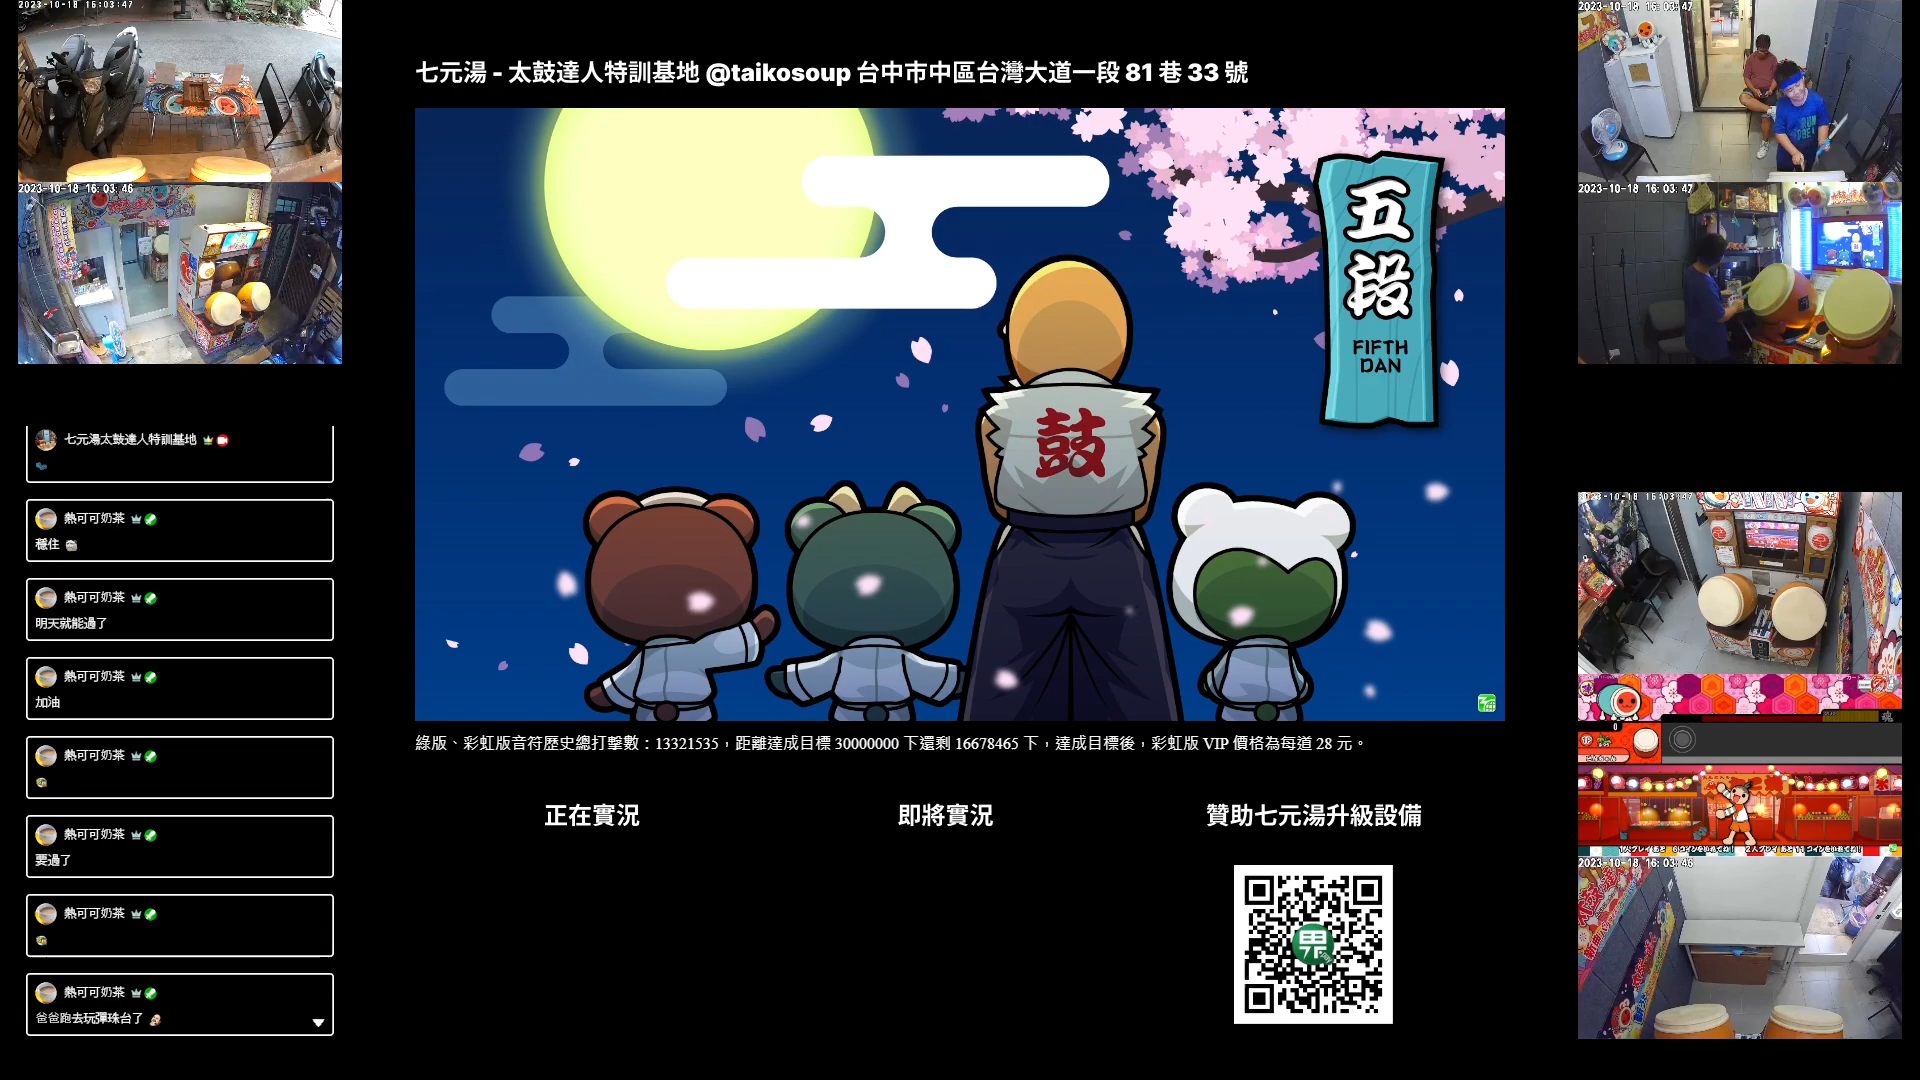 2023-10-18 16:03:47
2023-10-18 16:03:46
七元湯太鼓達人特訓基地
熱可可奶茶
穩住
熱可可奶茶
明天就能過了
熱可可奶茶
加油
熱可可奶茶
熱可可奶茶
要過了
熱可可奶茶
熱可可奶茶
爸爸跑去玩彈珠台了
七元湯 - 太鼓達人特訓基地 @taikosoup 台中市中區台灣大道一段 81 巷 33 號
五段
FIFTH
DAN
鼓
綠版、彩虹版音符歷史總打擊數：13321535，距離達成目標 30000000 下還剩 16678465 下，達成目標後，彩虹版 VIP 價格為每道 28 元。
正在實況
即將實況
贊助七元湯升級設備
界
2023-10-18 16:03:47
2023-10-18 16:03:47
2023-10-18 16:03:47
0
1P
2023-10-18 16:03:46